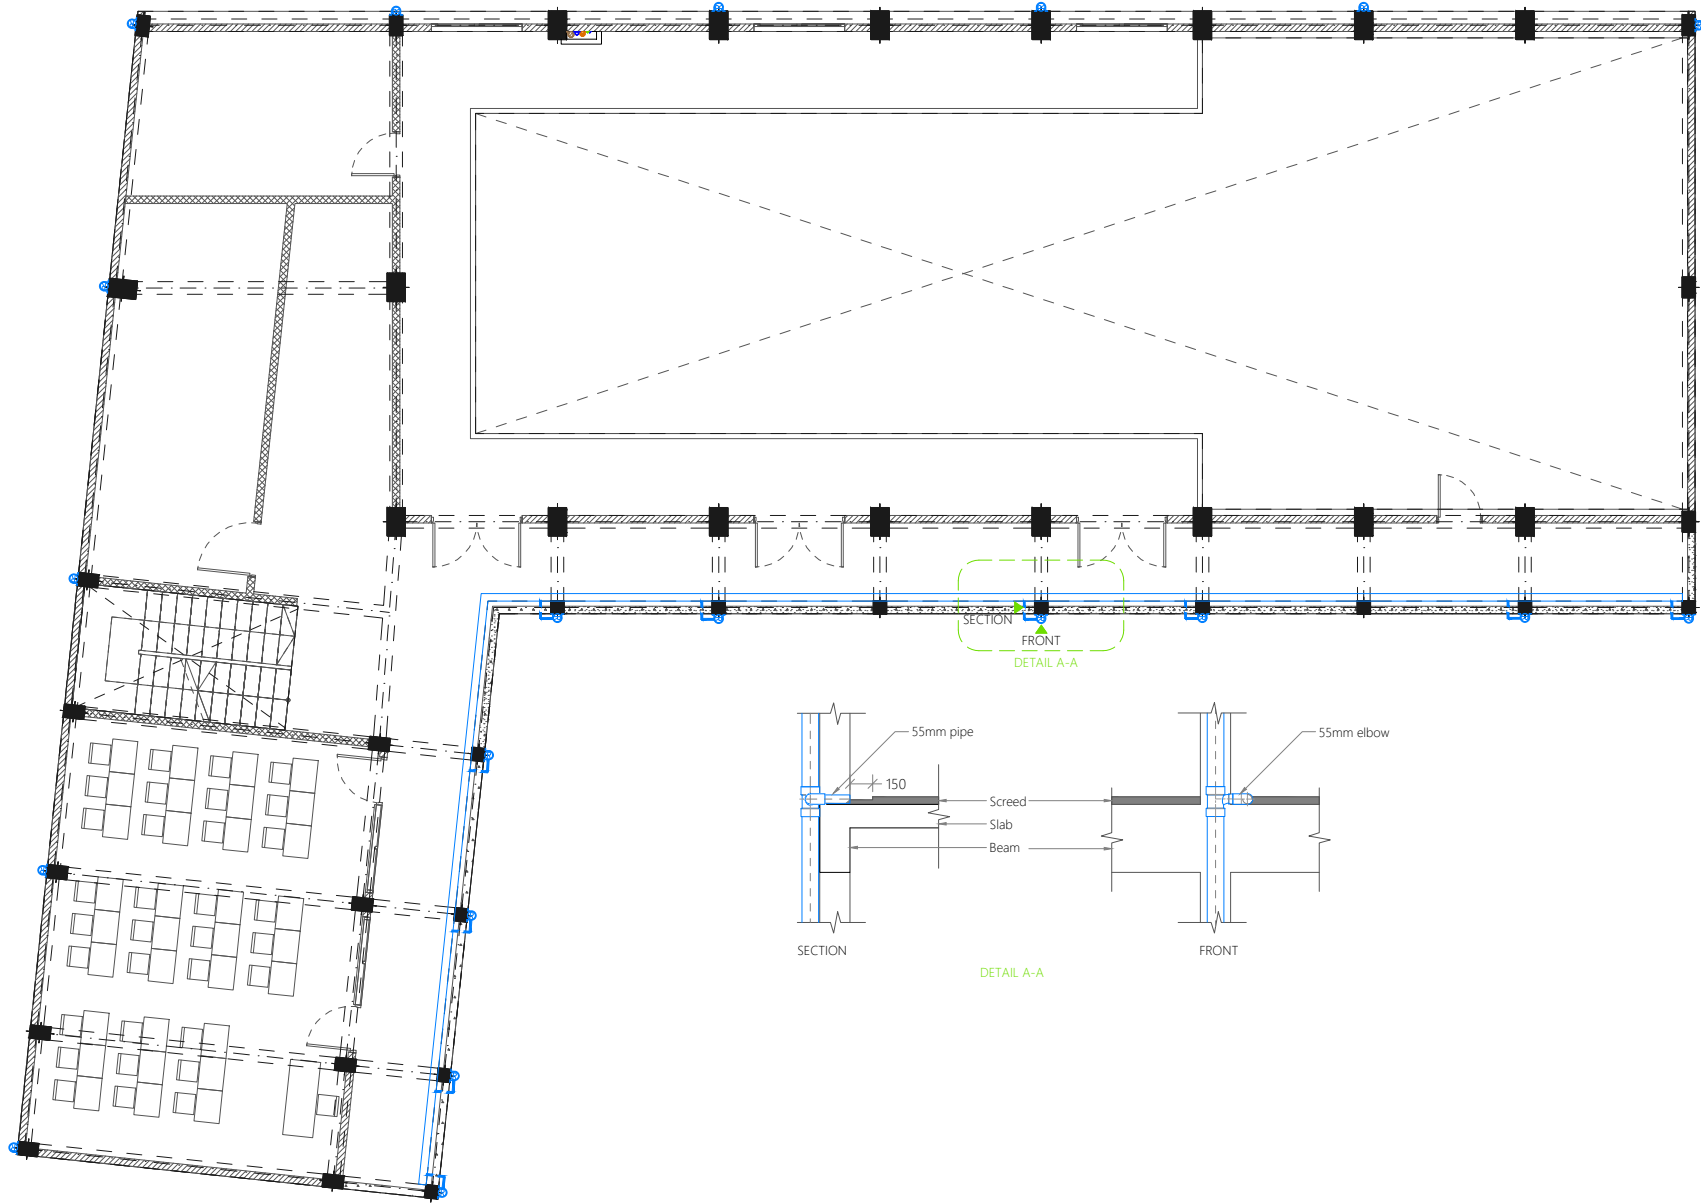 SECTION
FRONT
DETAIL A-A
55mm pipe
55mm elbow
150
Screed
Slab
Beam
SECTION
FRONT
DETAIL A-A